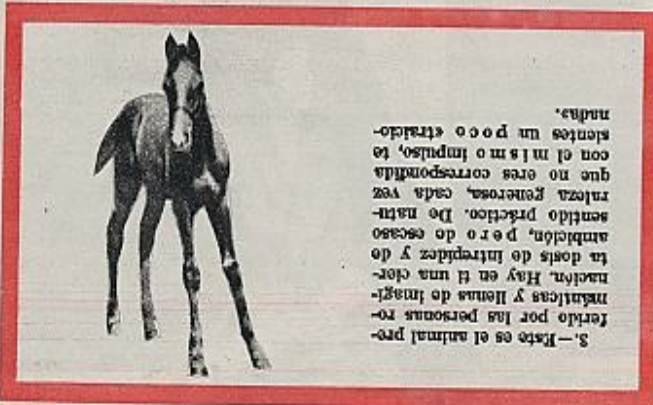 3.—Este es el animal pre-
ferido por las personas ro-
mánticas y llenas de imagi-
nación. Hay en ti una cier-
ta dosis de intrepidez y de
ambición, pero de escaso
sentido práctico. De natu-
raleza generosa, cada vez
que no eres correspondida
con el mismo impulso, te
sientes un poco «traicio-
nada».